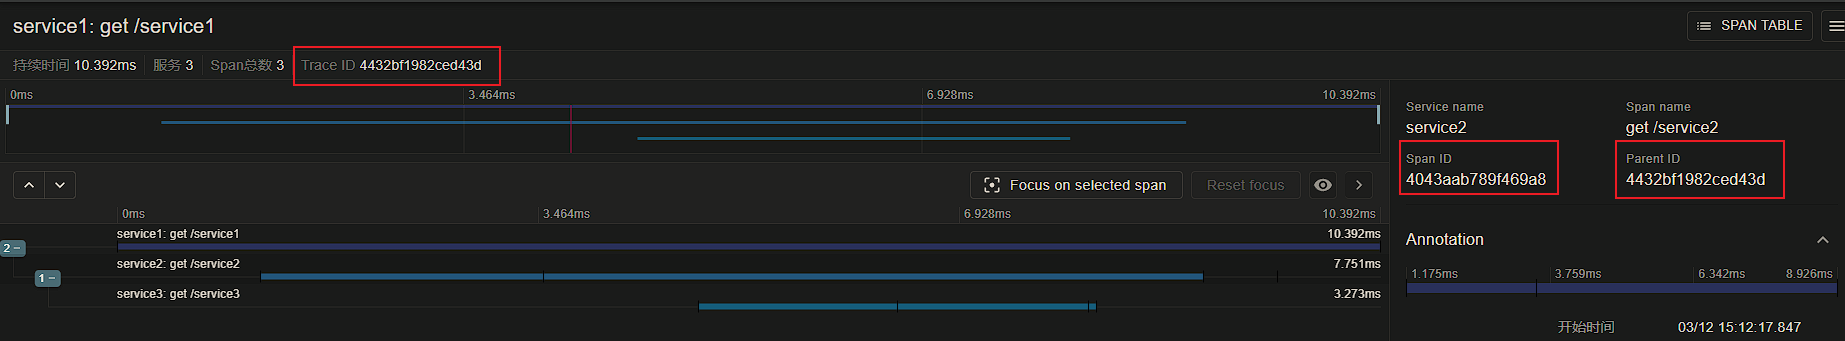 service1: get /service1
SPAN TABLE
持续时间 10.392ms 服务 3 Span总数 3 Trace ID 4432bf1982ced43d
0ms 3.464ms 6.928ms 10.392ms
Service name Span name
service2 get /service2
Span ID Parent ID
4043aab789f469a8 4432bf1982ced43d
Focus on selected span Reset focus
0ms 3.464ms 6.928ms 10.392ms
service1: get /service1 10.392ms
2 −
service2: get /service2 7.751ms
1 −
service3: get /service3 3.273ms
Annotation
1.175ms 3.759ms 6.342ms 8.926ms
开始时间 03/12 15:12:17.847